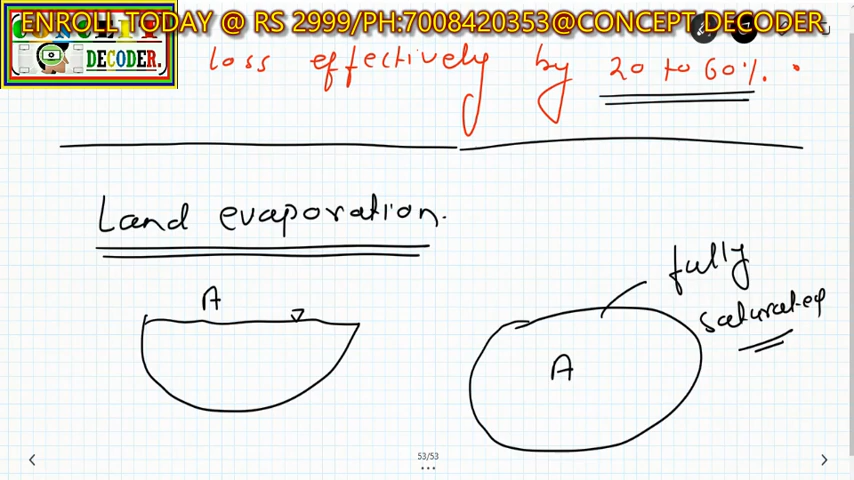 ENROLL TODAY @ RS 2999/PH:7008420353@CONCEPT DECODER
DECODER.
loss effectively by 20 to 60%.
Land evaporation.
A
fully
saturated
A
53/53